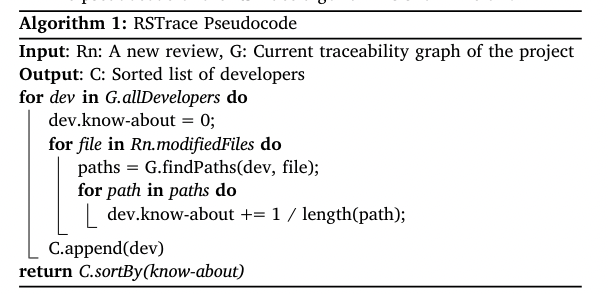 Algorithm 1: RSTrace Pseudocode
Input: Rn: A new review, G: Current traceability graph of the project
Output: C: Sorted list of developers
for dev in G.allDevelopers do
dev.know-about = 0;
for file in Rn.modifiedFiles do
paths = G.findPaths(dev, file);
for path in paths do
dev.know-about += 1 / length(path);
C.append(dev)
return C.sortBy(know-about)